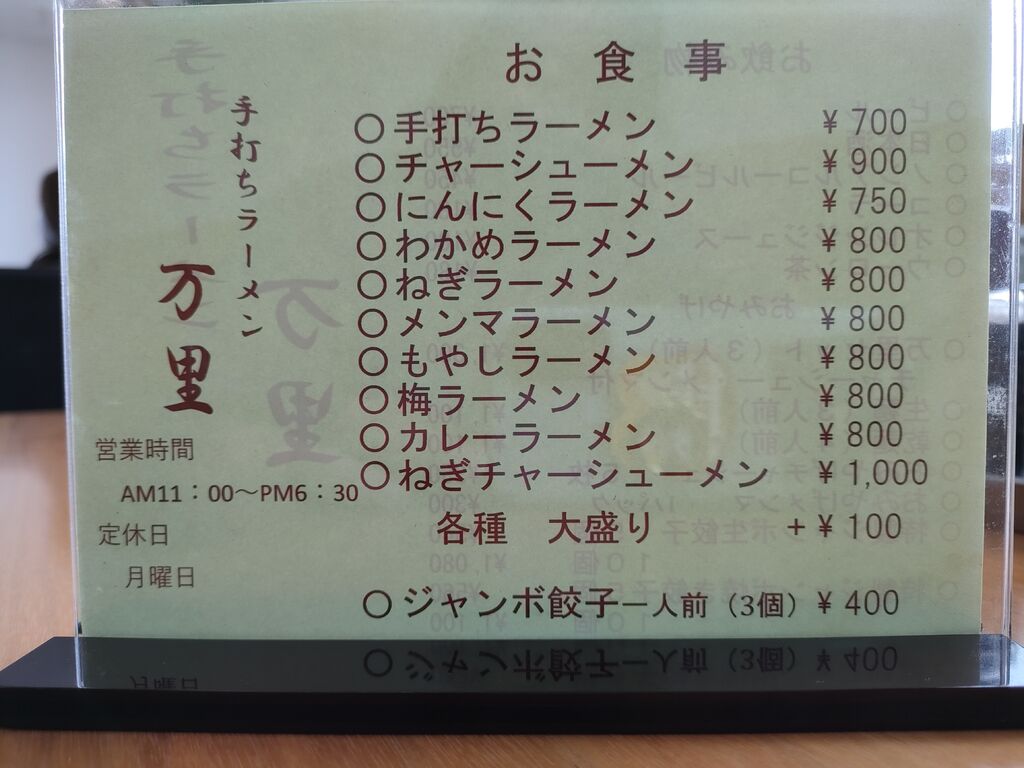 お食事
手打ちラーメン
万里
○手打ちラーメン ¥700
○チャーシューメン ¥900
○にんにくラーメン ¥750
○わかめラーメン ¥800
○ねぎラーメン ¥800
○メンマラーメン ¥800
○もやしラーメン ¥800
○梅ラーメン ¥800
○カレーラーメン ¥800
○ねぎチャーシューメン ¥1,000
各種 大盛り +¥100
○ジャンボ餃子一人前（3個）¥400
営業時間
AM11：00～PM6：30
定休日
月曜日